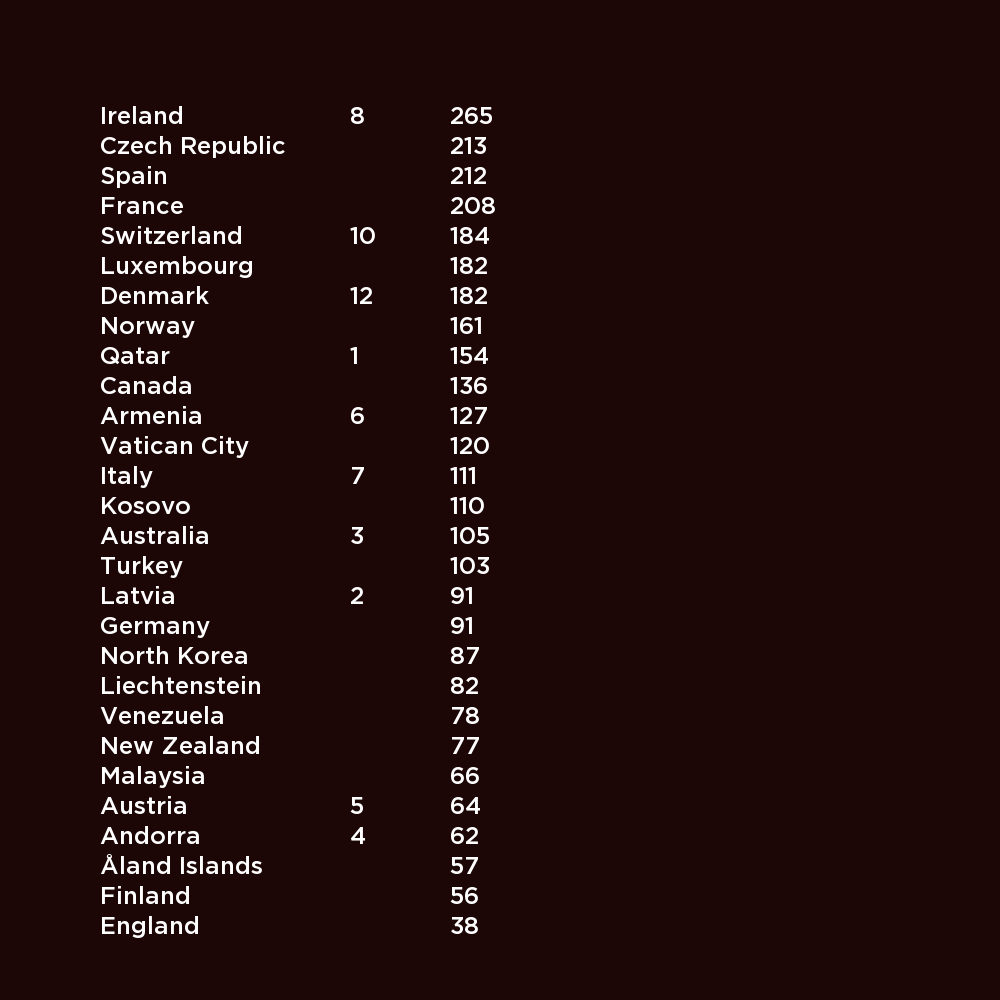 Ireland 8 265
Czech Republic 213
Spain 212
France 208
Switzerland 10 184
Luxembourg 182
Denmark 12 182
Norway 161
Qatar 1 154
Canada 136
Armenia 6 127
Vatican City 120
Italy 7 111
Kosovo 110
Australia 3 105
Turkey 103
Latvia 2 91
Germany 91
North Korea 87
Liechtenstein 82
Venezuela 78
New Zealand 77
Malaysia 66
Austria 5 64
Andorra 4 62
Åland Islands 57
Finland 56
England 38